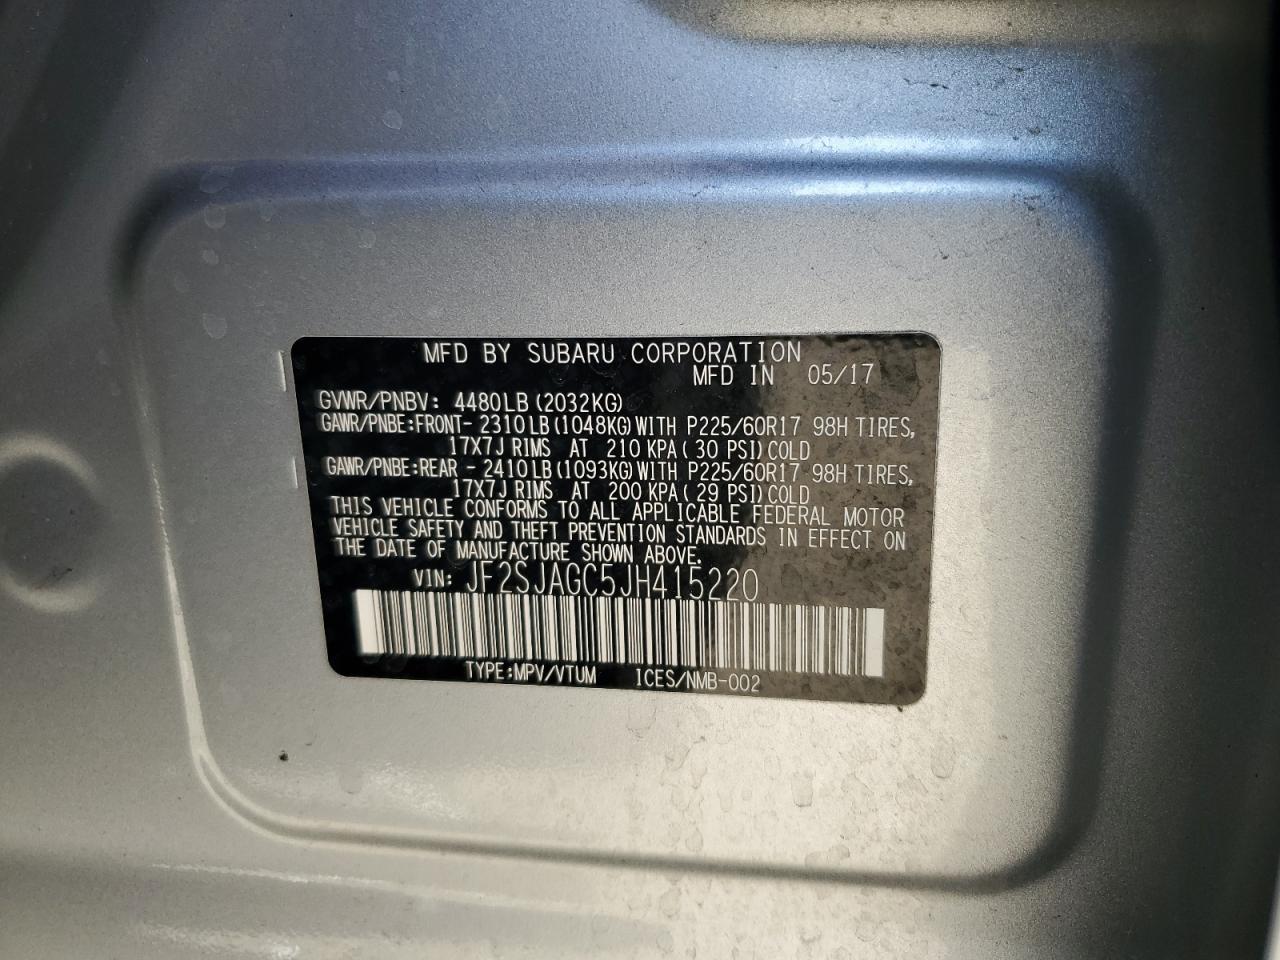 MFD BY SUBARU CORPORATION
MFD IN 05/17
GVWR/PNBV: 4480LB (2032KG)
GAWR/PNBE:FRONT- 2310LB (1048KG) WITH P225/60R17 98H TIRES,
17X7J RIMS AT 210 KPA ( 30 PSI) COLD
GAWR/PNBE:REAR - 2410LB (1093KG) WITH P225/60R17 98H TIRES,
17X7J RIMS AT 200 KPA ( 29 PSI) COLD
THIS VEHICLE CONFORMS TO ALL APPLICABLE FEDERAL MOTOR
VEHICLE SAFETY AND THEFT PREVENTION STANDARDS IN EFFECT ON
THE DATE OF MANUFACTURE SHOWN ABOVE.
VIN: JF2SJAGC5JH415220
TYPE:MPV/VTUM ICES/NMB-002